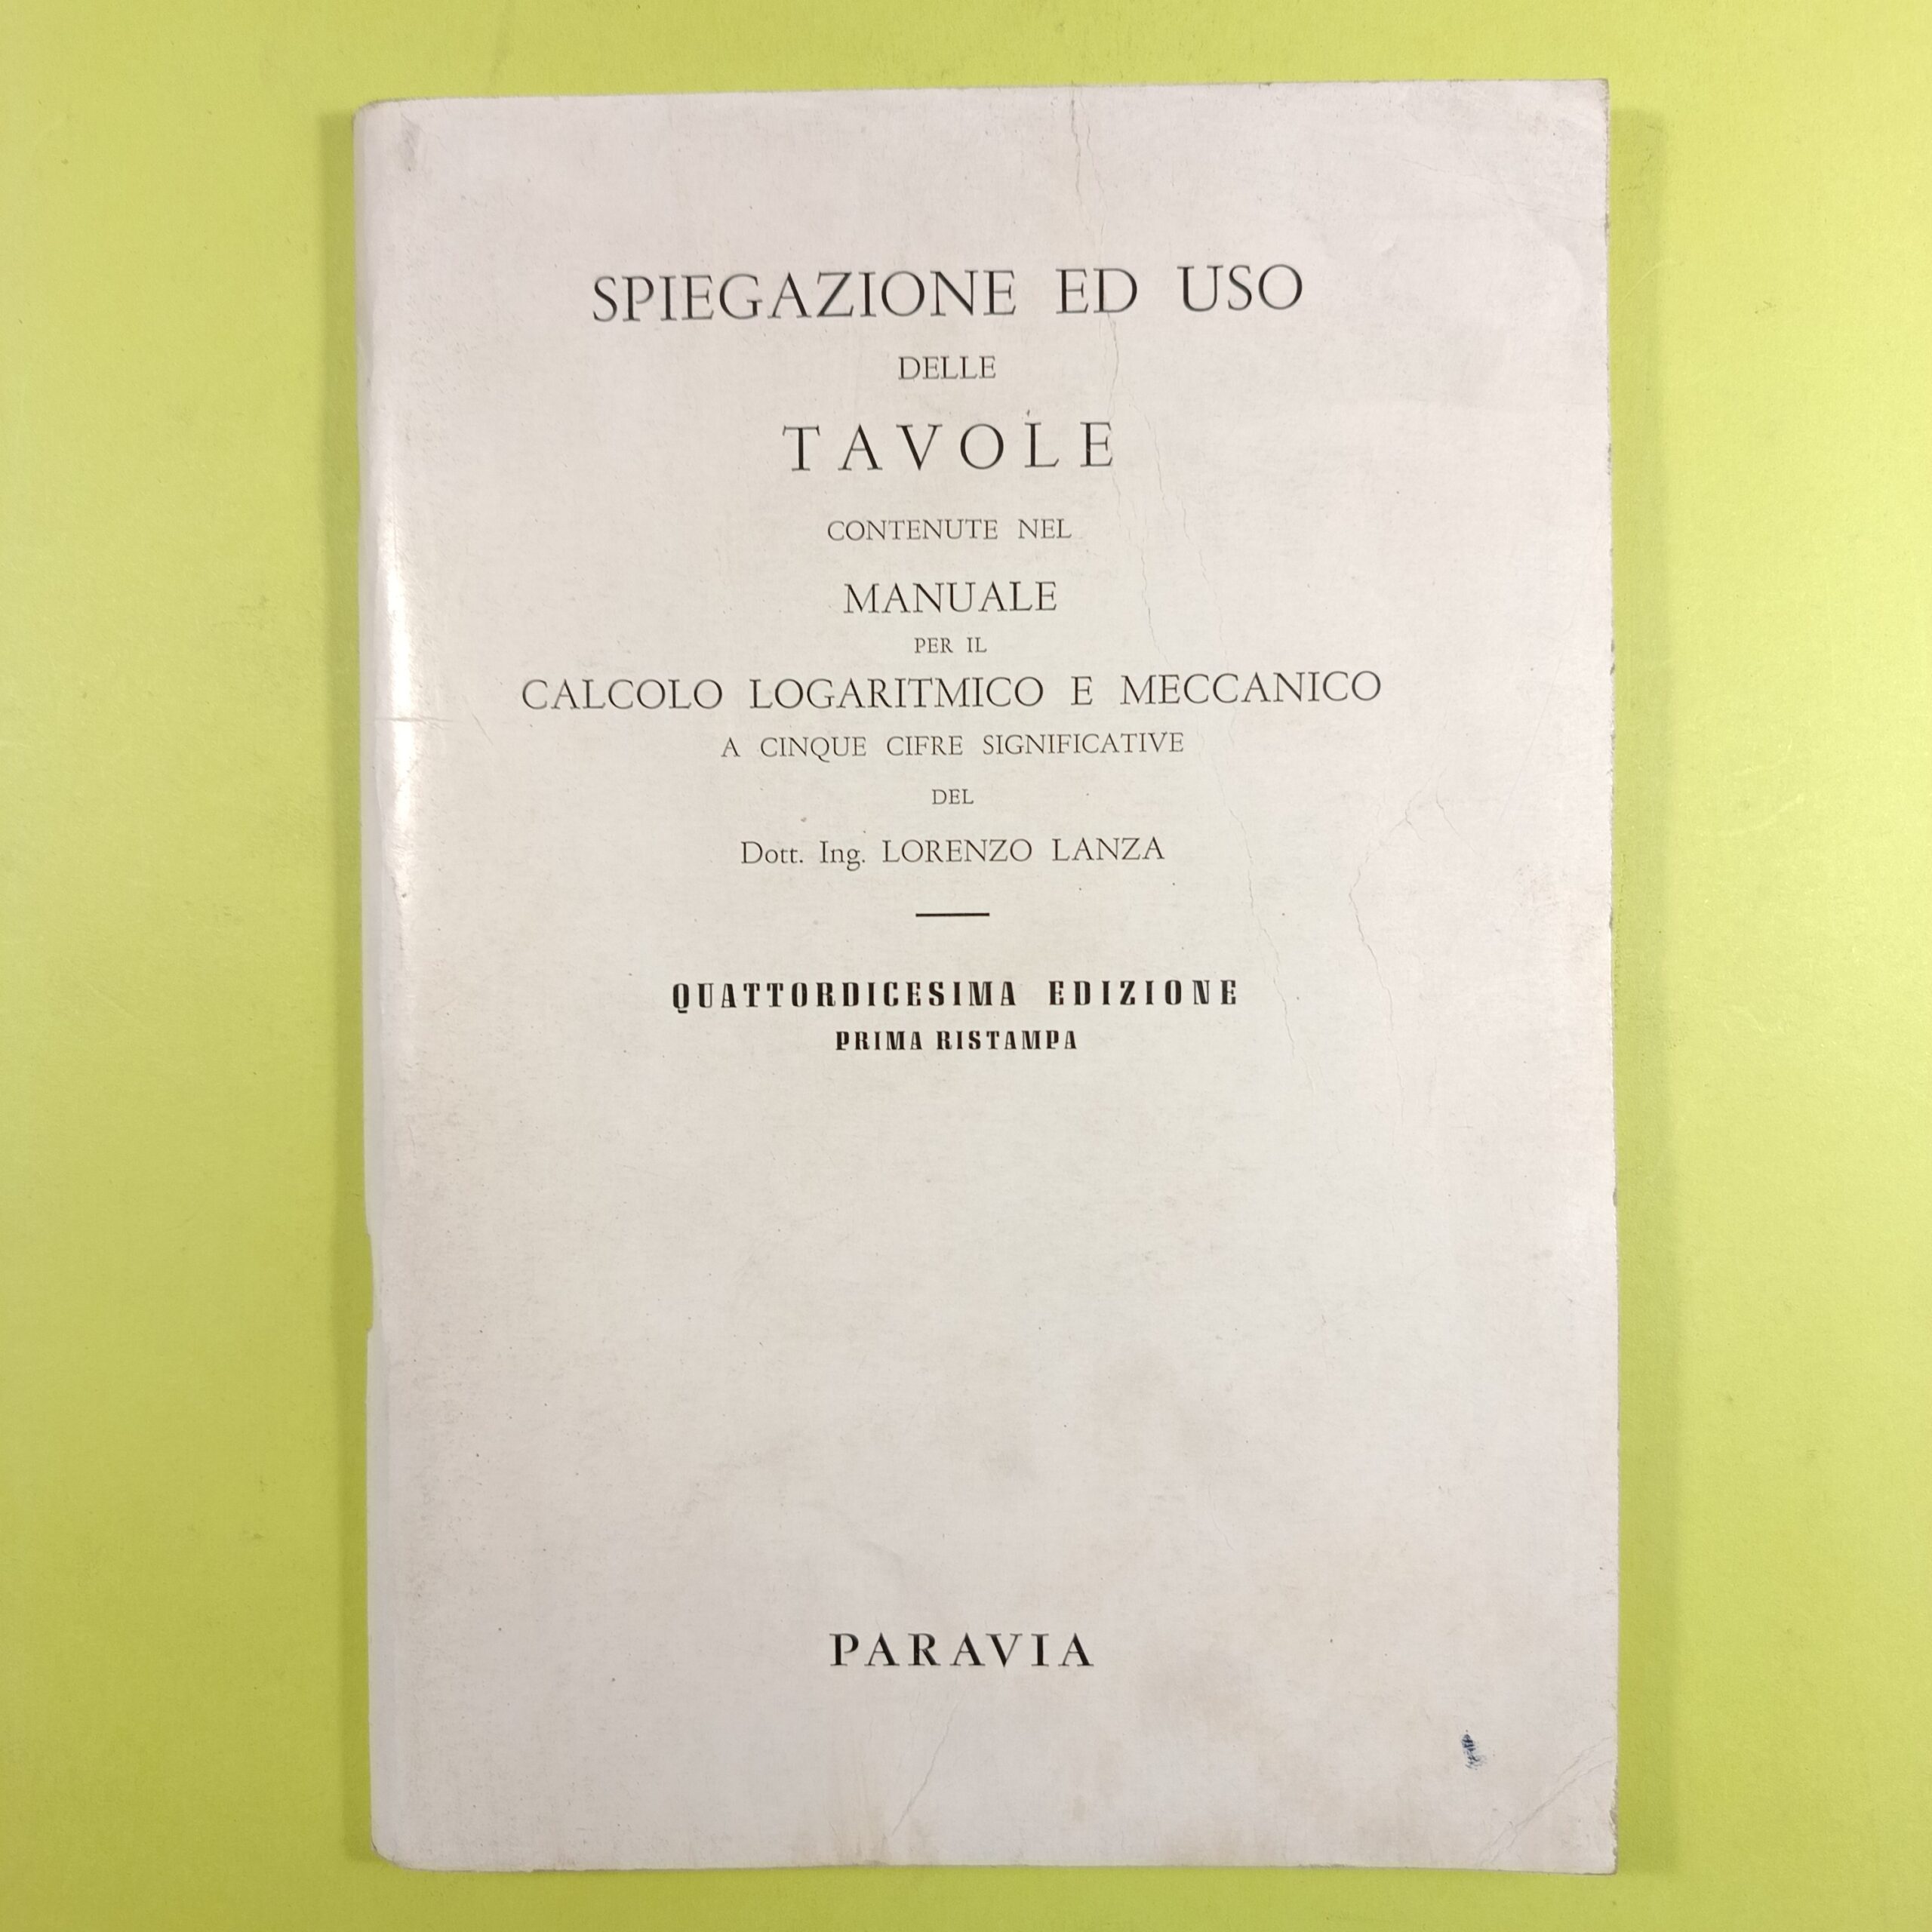 SPIEGAZIONE ED USO
DELLE
TAVOLE
CONTENUTE NEL
MANUALE
PER IL
CALCOLO LOGARITMICO E MECCANICO
A CINQUE CIFRE SIGNIFICATIVE
DEL
Dott. Ing. LORENZO LANZA
QUATTORDICESIMA EDIZIONE
PRIMA RISTAMPA
PARAVIA